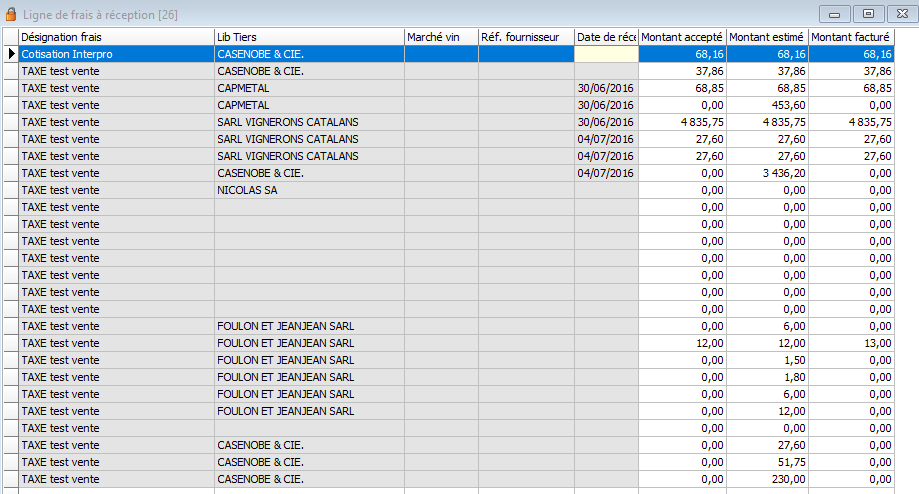 Ligne de frais à réception [26]
Désignation frais Lib Tiers Marché vin Réf. fournisseur Date de réce Montant accepté Montant estimé Montant facturé
Cotisation Interpro CASENOBE & CIE. 68,16 68,16 68,16
TAXE test vente CASENOBE & CIE. 37,86 37,86 37,86
TAXE test vente CAPMETAL 30/06/2016 68,85 68,85 68,85
TAXE test vente CAPMETAL 30/06/2016 0,00 453,60 0,00
TAXE test vente SARL VIGNERONS CATALANS 30/06/2016 4 835,75 4 835,75 4 835,75
TAXE test vente SARL VIGNERONS CATALANS 04/07/2016 27,60 27,60 27,60
TAXE test vente SARL VIGNERONS CATALANS 04/07/2016 27,60 27,60 27,60
TAXE test vente CASENOBE & CIE. 04/07/2016 0,00 3 436,20 0,00
TAXE test vente NICOLAS SA 0,00 0,00 0,00
TAXE test vente 0,00 0,00 0,00
TAXE test vente 0,00 0,00 0,00
TAXE test vente 0,00 0,00 0,00
TAXE test vente 0,00 0,00 0,00
TAXE test vente 0,00 0,00 0,00
TAXE test vente 0,00 0,00 0,00
TAXE test vente 0,00 0,00 0,00
TAXE test vente FOULON ET JEANJEAN SARL 0,00 6,00 0,00
TAXE test vente FOULON ET JEANJEAN SARL 12,00 12,00 13,00
TAXE test vente FOULON ET JEANJEAN SARL 0,00 1,50 0,00
TAXE test vente FOULON ET JEANJEAN SARL 0,00 1,80 0,00
TAXE test vente FOULON ET JEANJEAN SARL 0,00 6,00 0,00
TAXE test vente FOULON ET JEANJEAN SARL 0,00 12,00 0,00
TAXE test vente 0,00 0,00 0,00
TAXE test vente CASENOBE & CIE. 0,00 27,60 0,00
TAXE test vente CASENOBE & CIE. 0,00 51,75 0,00
TAXE test vente CASENOBE & CIE. 0,00 230,00 0,00